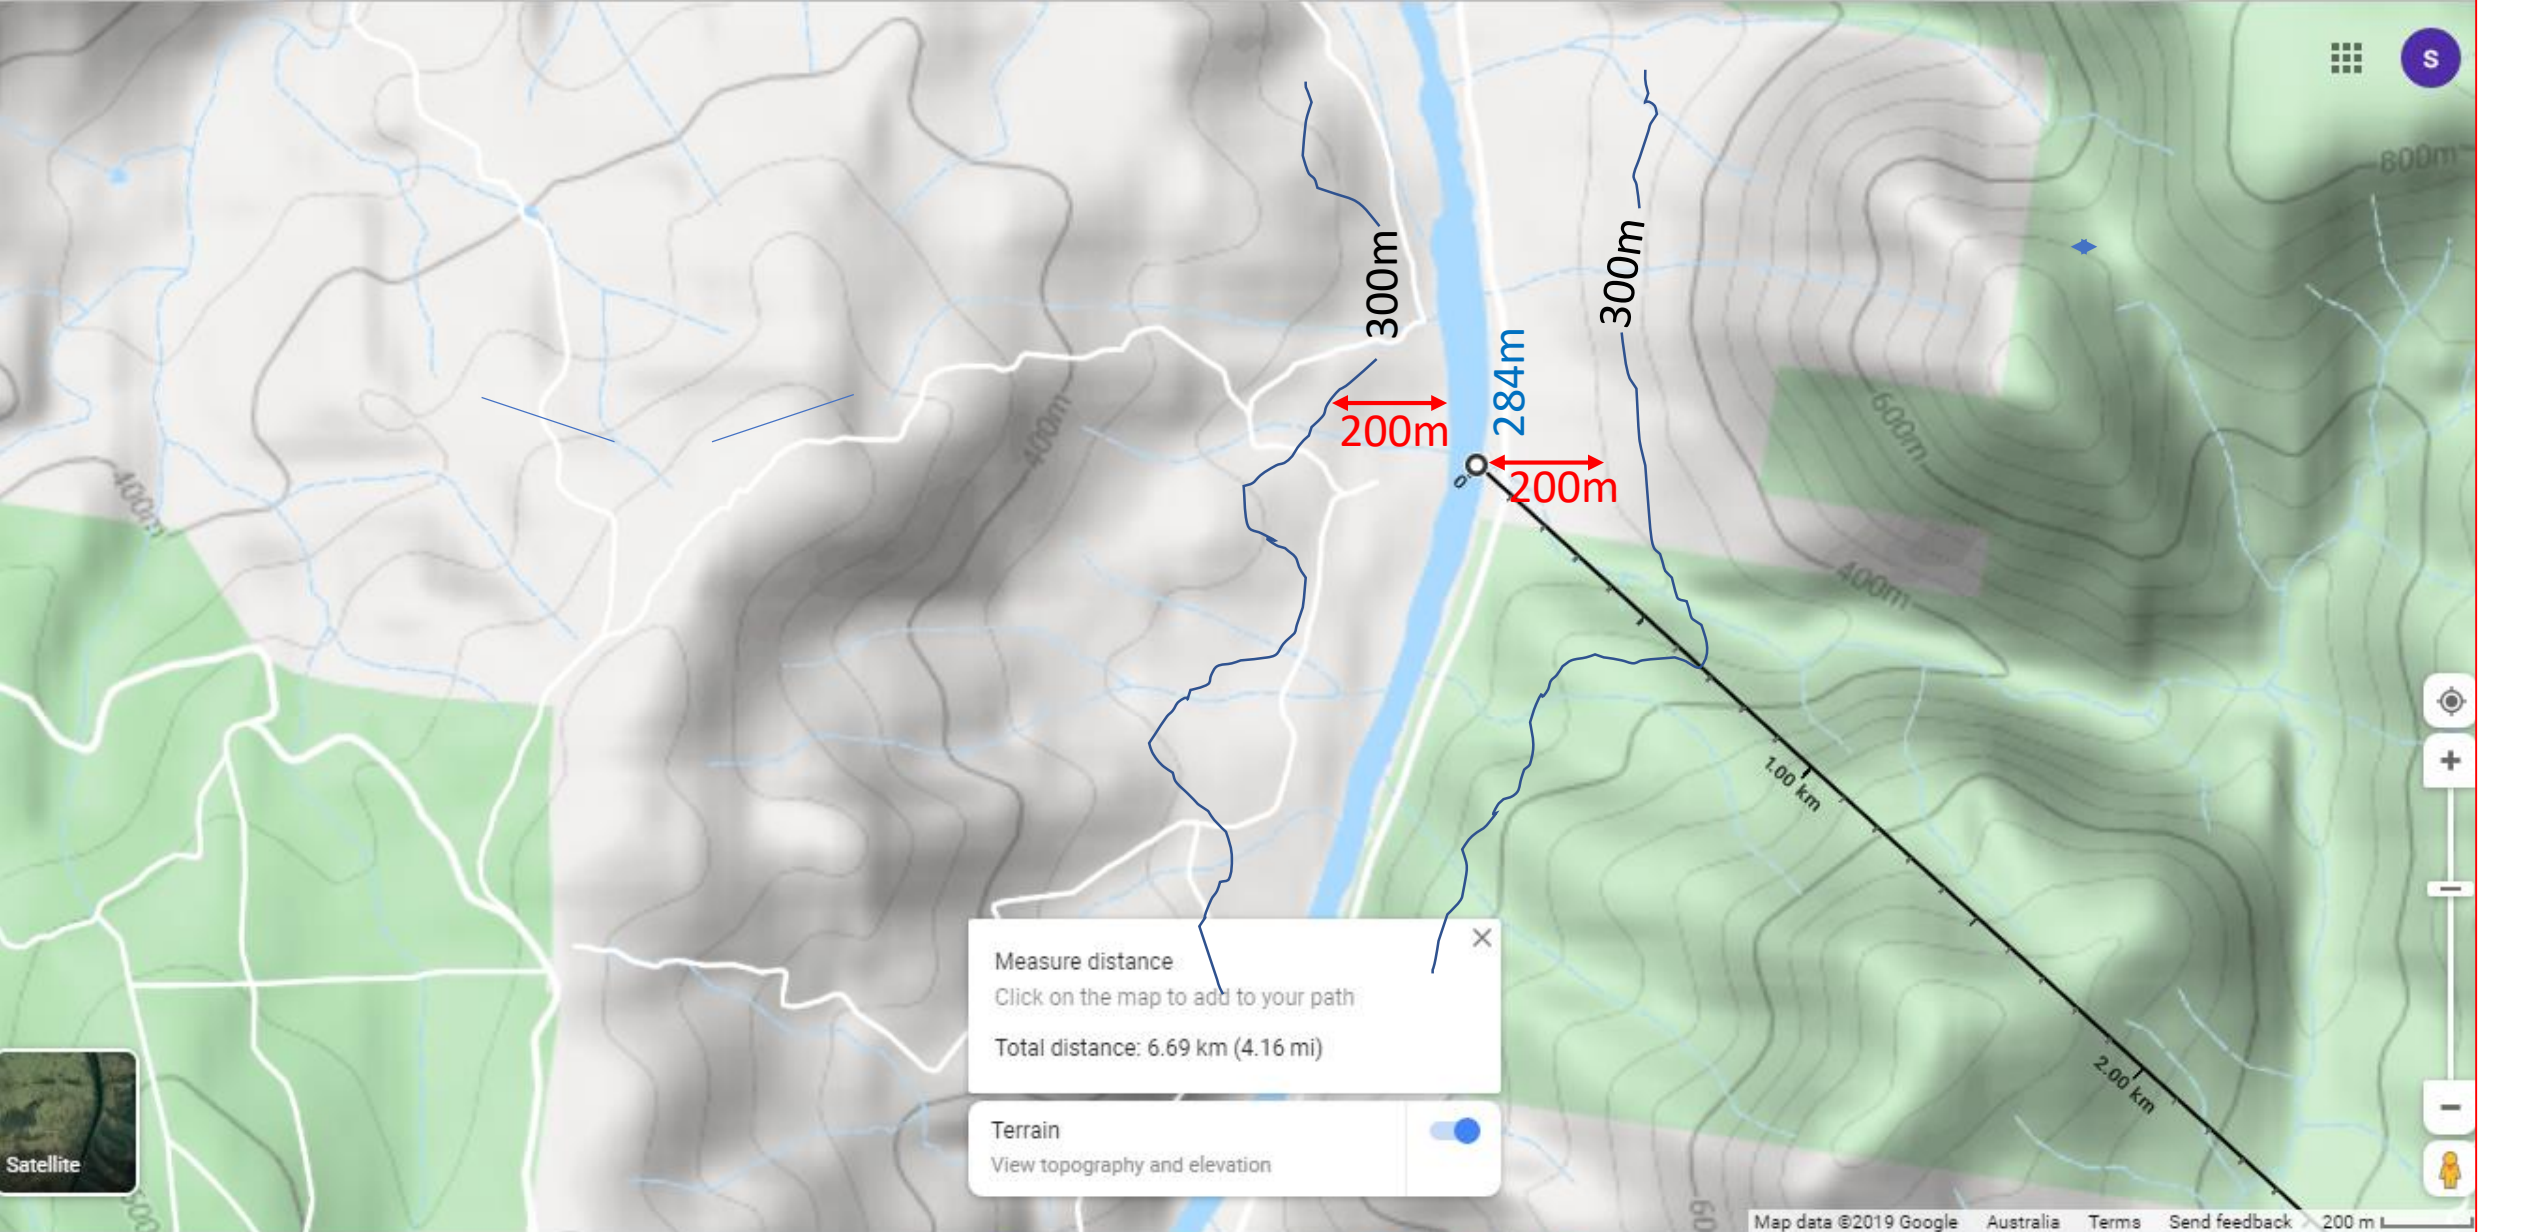 S
800m
300m
300m
284m
200m
200m
400m
600m
400m
400m
0
1.00 km
2.00 km
Measure distance
Click on the map to add to your path
Total distance: 6.69 km (4.16 mi)
Terrain
View topography and elevation
Satellite
Map data ©2019 Google Australia Terms Send feedback 200 m